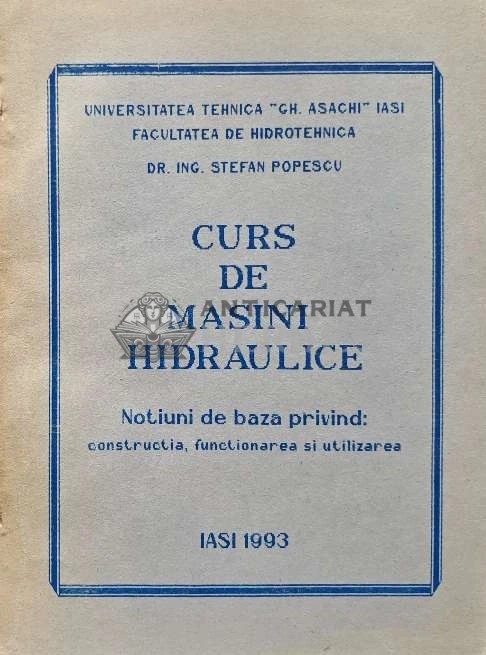 UNIVERSITATEA TEHNICA "GH. ASACHI" IASI
FACULTATEA DE HIDROTEHNICA
DR. ING. STEFAN POPESCU
CURS
DE
ANTICARIAT
MASINI
HIDRAULICE
Notiuni de baza privind:
constructia, functionarea si utilizarea
IASI 1993